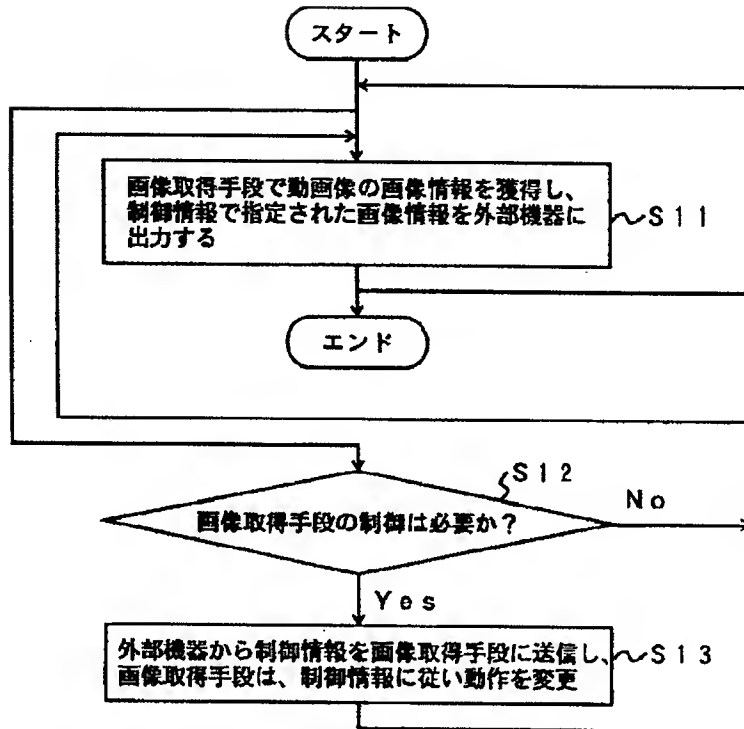 スタート
画像取得手段で動画像の画像情報を獲得し、
制御情報で指定された画像情報を外部機器に
出力する
S11
エンド
S12
画像取得手段の制御は必要か?
No
Yes
外部機器から制御情報を画像取得手段に送信し、
画像取得手段は、制御情報に従い動作を変更
S13